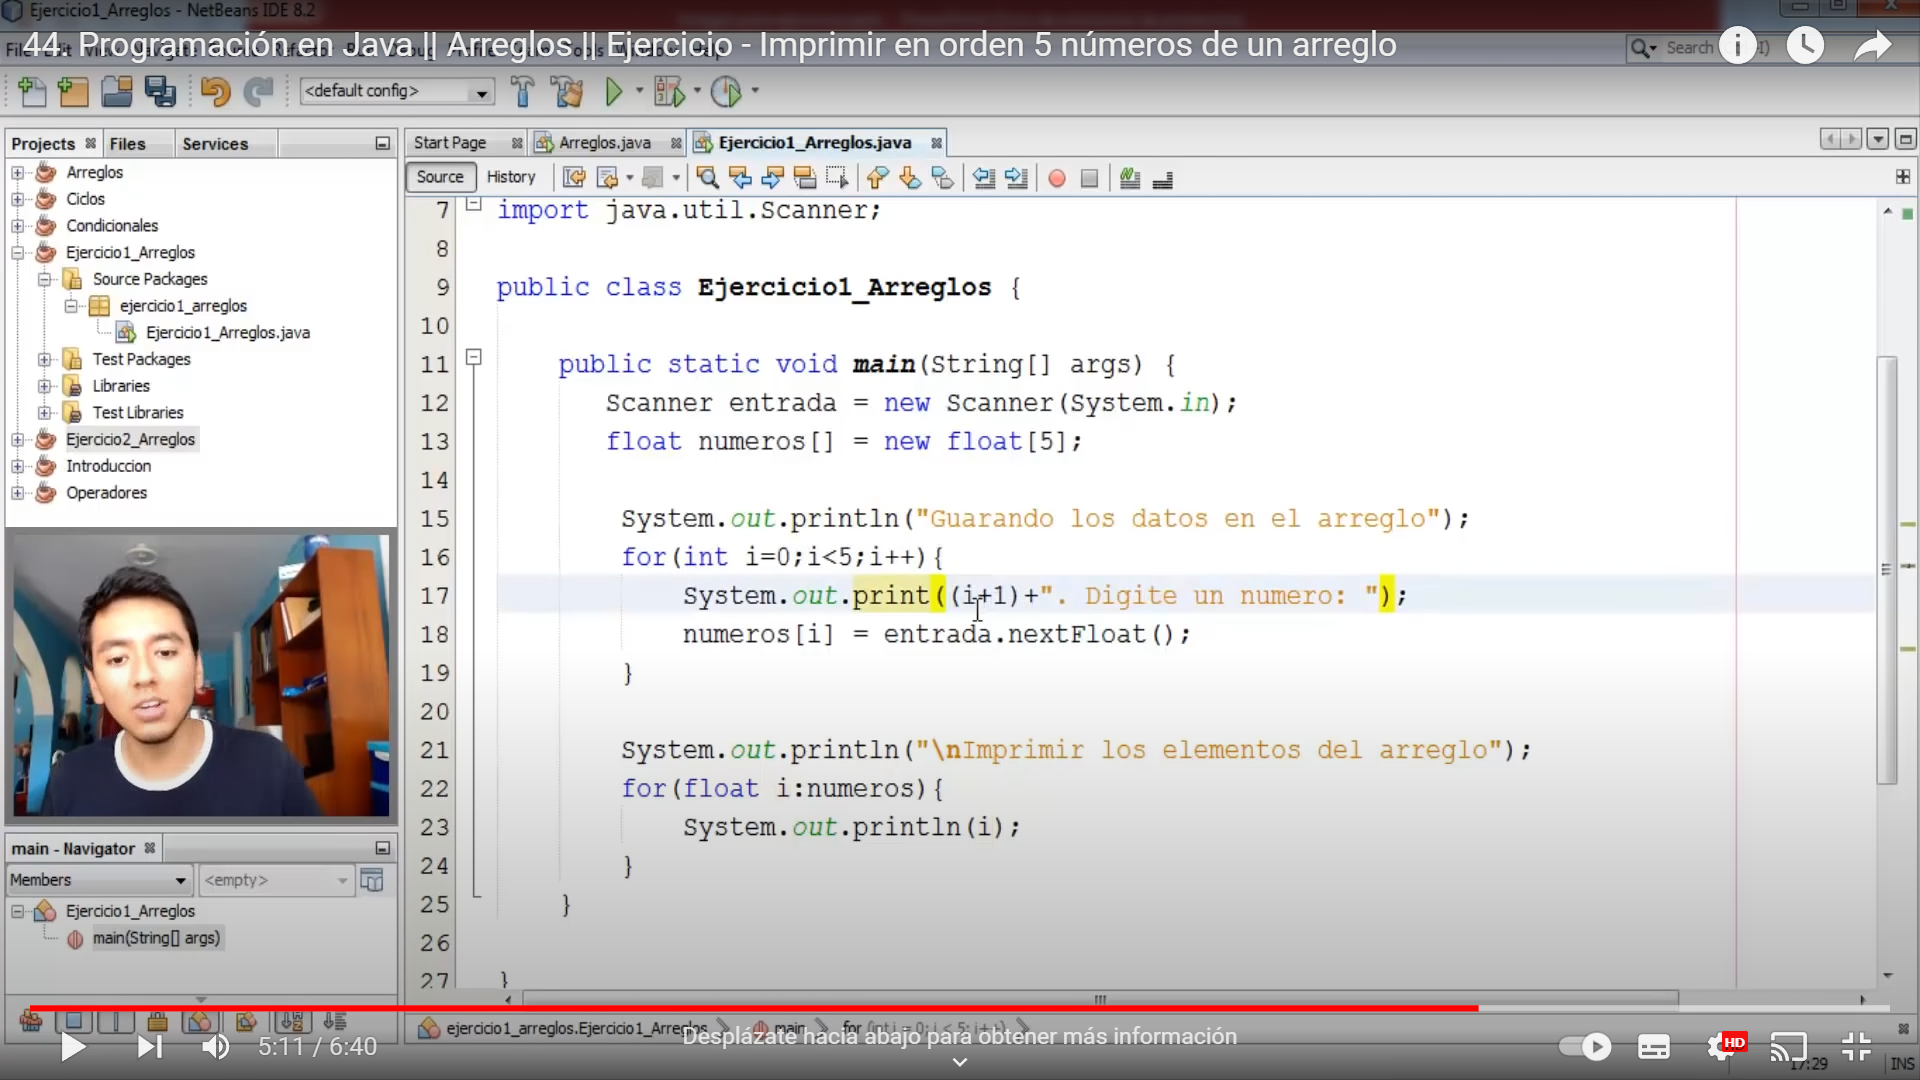 Ejercicio1_Arreglos - NetBeans IDE 8.2
44. Programación en Java || Arreglos || Ejercicio - Imprimir en orden 5 números de un arreglo
Search
<default config>
Projects Files Services
Start Page Arreglos.java Ejercicio1_Arreglos.java
Source History
Arreglos
Ciclos
Condicionales
Ejercicio1_Arreglos
Source Packages
ejercicio1_arreglos
Ejercicio1_Arreglos.java
Test Packages
Libraries
Test Libraries
Ejercicio2_Arreglos
Introduccion
Operadores
7 import java.util.Scanner;
8
9 public class Ejercicio1_Arreglos {
10
11 public static void main(String[] args) {
12 Scanner entrada = new Scanner(System.in);
13 float numeros[] = new float[5];
14
15 System.out.println("Guarando los datos en el arreglo");
16 for(int i=0;i<5;i++){
17 System.out.print((i+1)+". Digite un numero: ");
18 numeros[i] = entrada.nextFloat();
19 }
20
21 System.out.println("\nImprimir los elementos del arreglo");
22 for(float i:numeros){
23 System.out.println(i);
24 }
25 }
26
27 }
main - Navigator
Members <empty>
Ejercicio1_Arreglos
main(String[] args)
ejercicio1_arreglos.Ejercicio1_Arreglos main for (int i = 0; i < 5; i++)
Desplázate hacia abajo para obtener más información
5:11 / 6:40
HD
17:29 INS